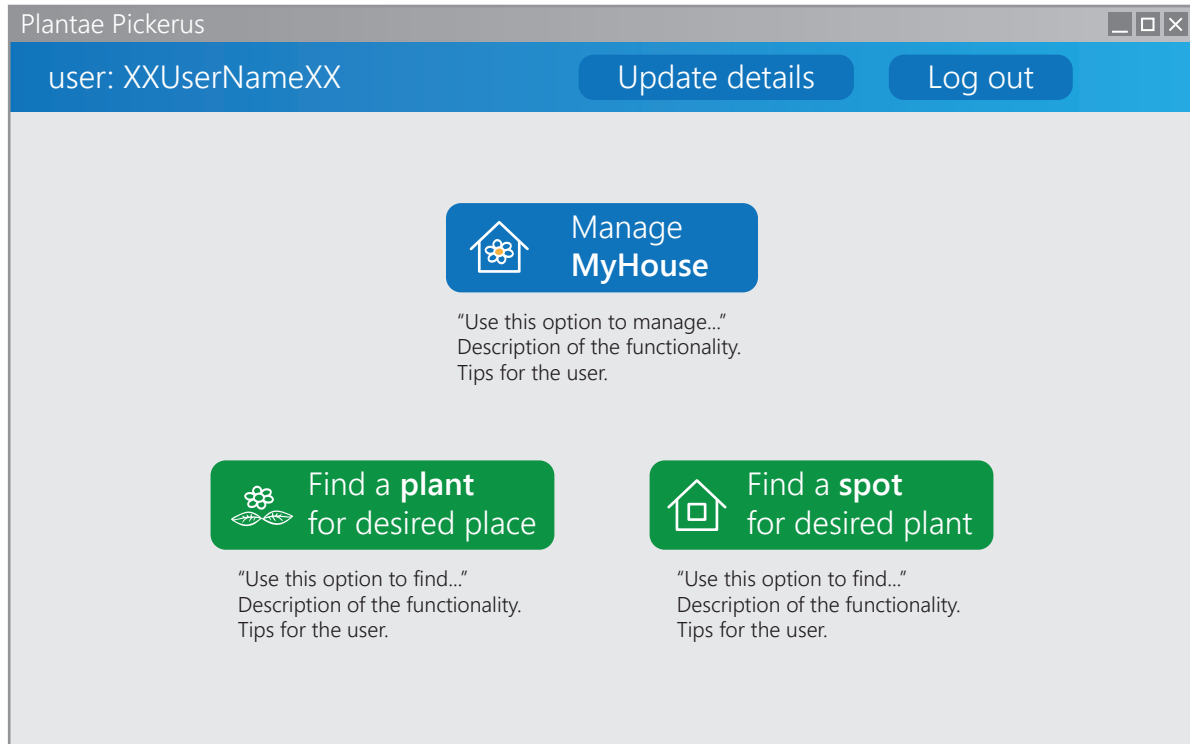 Plantae Pickerus
user: XXUserNameXX
Update details
Log out
Manage
MyHouse
“Use this option to manage...”
Description of the functionality.
Tips for the user.
Find a plant
for desired place
“Use this option to find...”
Description of the functionality.
Tips for the user.
Find a spot
for desired plant
“Use this option to find...”
Description of the functionality.
Tips for the user.